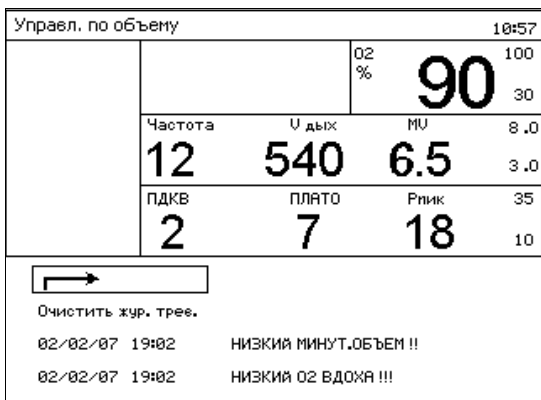 Управл. по объему 10:57
O2 % 90 100 30
Частота V дых MV 8.0
12 540 6.5 3.0
ПДКВ ПЛАТО Pпик 35
2 7 18 10
Очистить жур. трев.
02/02/07 19:02 НИЗКИЙ МИНУТ.ОБЪЕМ !!
02/02/07 19:02 НИЗКИЙ O2 ВДОХА !!!